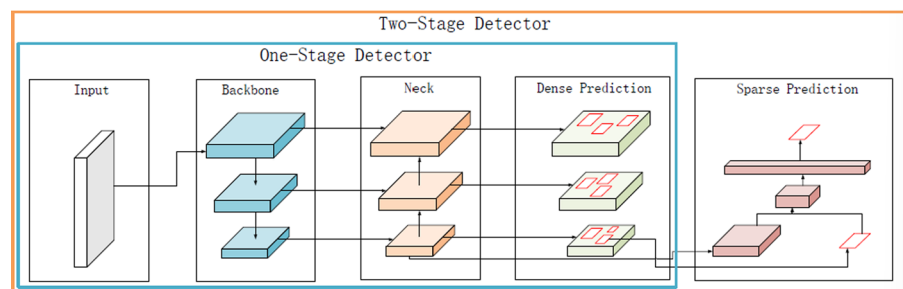 Two-Stage Detector
One-Stage Detector
Input
Backbone
Neck
Dense Prediction
Sparse Prediction